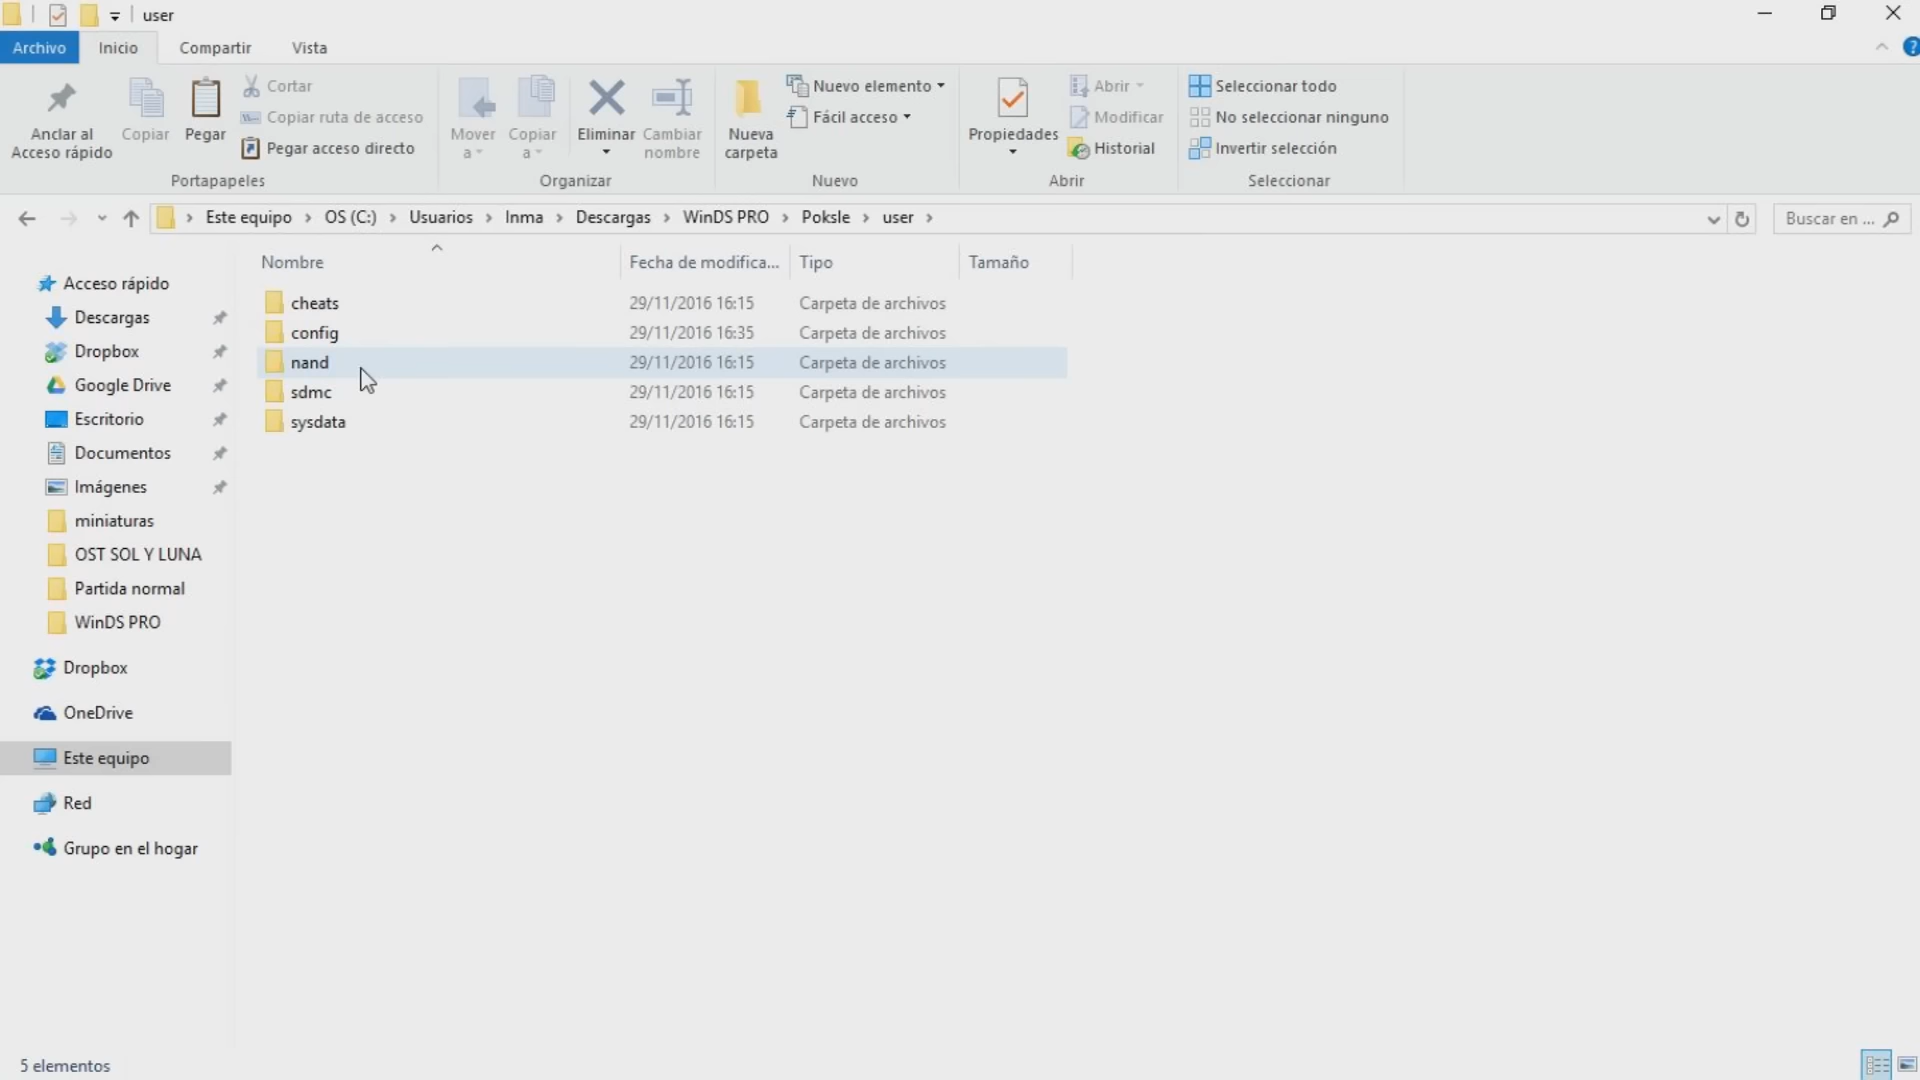 user
Archivo Inicio Compartir Vista
Anclar al Acceso rápido
Copiar
Pegar
Cortar
Copiar ruta de acceso
Pegar acceso directo
Portapapeles
Mover a
Copiar a
Eliminar
Cambiar nombre
Organizar
Nueva carpeta
Nuevo elemento
Fácil acceso
Nuevo
Propiedades
Abrir
Modificar
Historial
Abrir
Seleccionar todo
No seleccionar ninguno
Invertir selección
Seleccionar
Este equipo > OS (C:) > Usuarios > Inma > Descargas > WinDS PRO > Poksle > user >
Buscar en ...
Acceso rápido
Descargas
Dropbox
Google Drive
Escritorio
Documentos
Imágenes
miniaturas
OST SOL Y LUNA
Partida normal
WinDS PRO
Dropbox
OneDrive
Este equipo
Red
Grupo en el hogar
Nombre Fecha de modifica... Tipo Tamaño
cheats 29/11/2016 16:15 Carpeta de archivos
config 29/11/2016 16:35 Carpeta de archivos
nand 29/11/2016 16:15 Carpeta de archivos
sdmc 29/11/2016 16:15 Carpeta de archivos
sysdata 29/11/2016 16:15 Carpeta de archivos
5 elementos